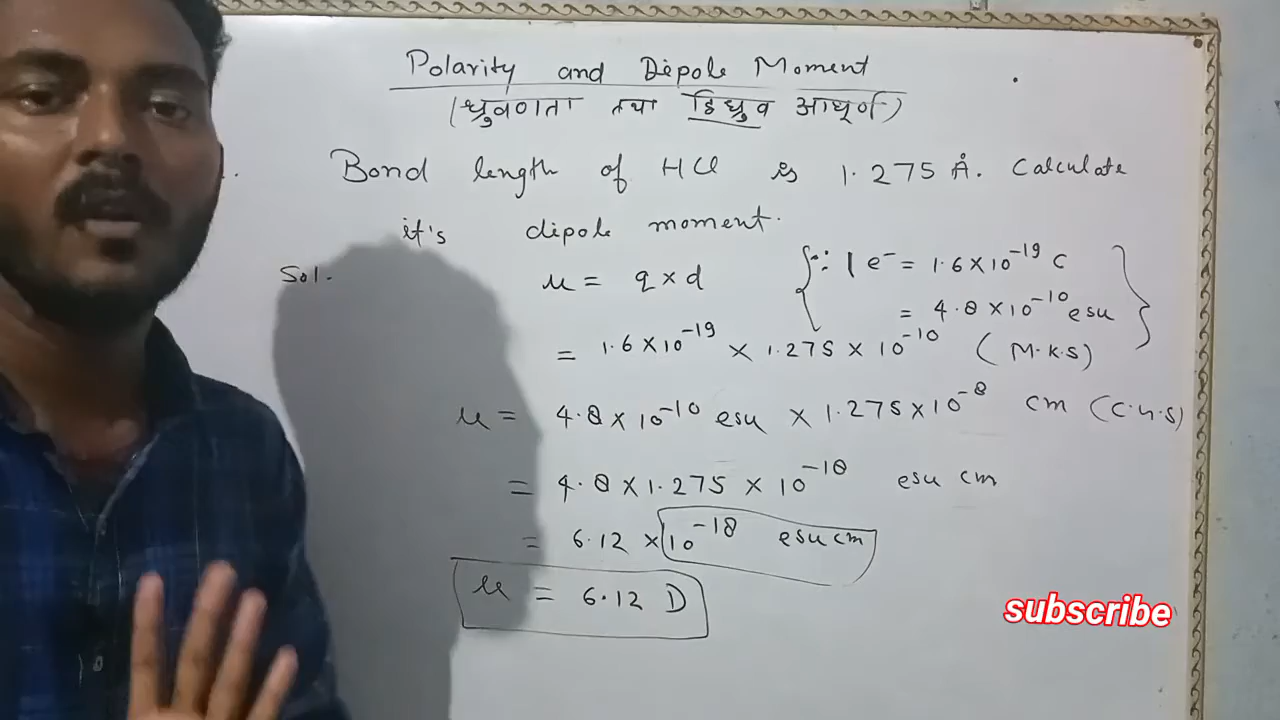 Polarity and Dipole Moment
(ध्रुवणता तथा द्विध्रुव आघूर्ण)
Bond length of HCl is 1.275 Å. Calculate
it's dipole moment.
Sol. μ = q × d {∵ 1 e⁻ = 1.6 × 10⁻¹⁹ C
= 4.8 × 10⁻¹⁰ esu}
= 1.6 × 10⁻¹⁹ × 1.275 × 10⁻¹⁰ (M.K.S)
μ = 4.8 × 10⁻¹⁰ esu × 1.275 × 10⁻⁸ cm (C.G.S)
= 4.8 × 1.275 × 10⁻¹⁸ esu cm
= 6.12 × 10⁻¹⁸ esu cm
μ = 6.12 D
subscribe